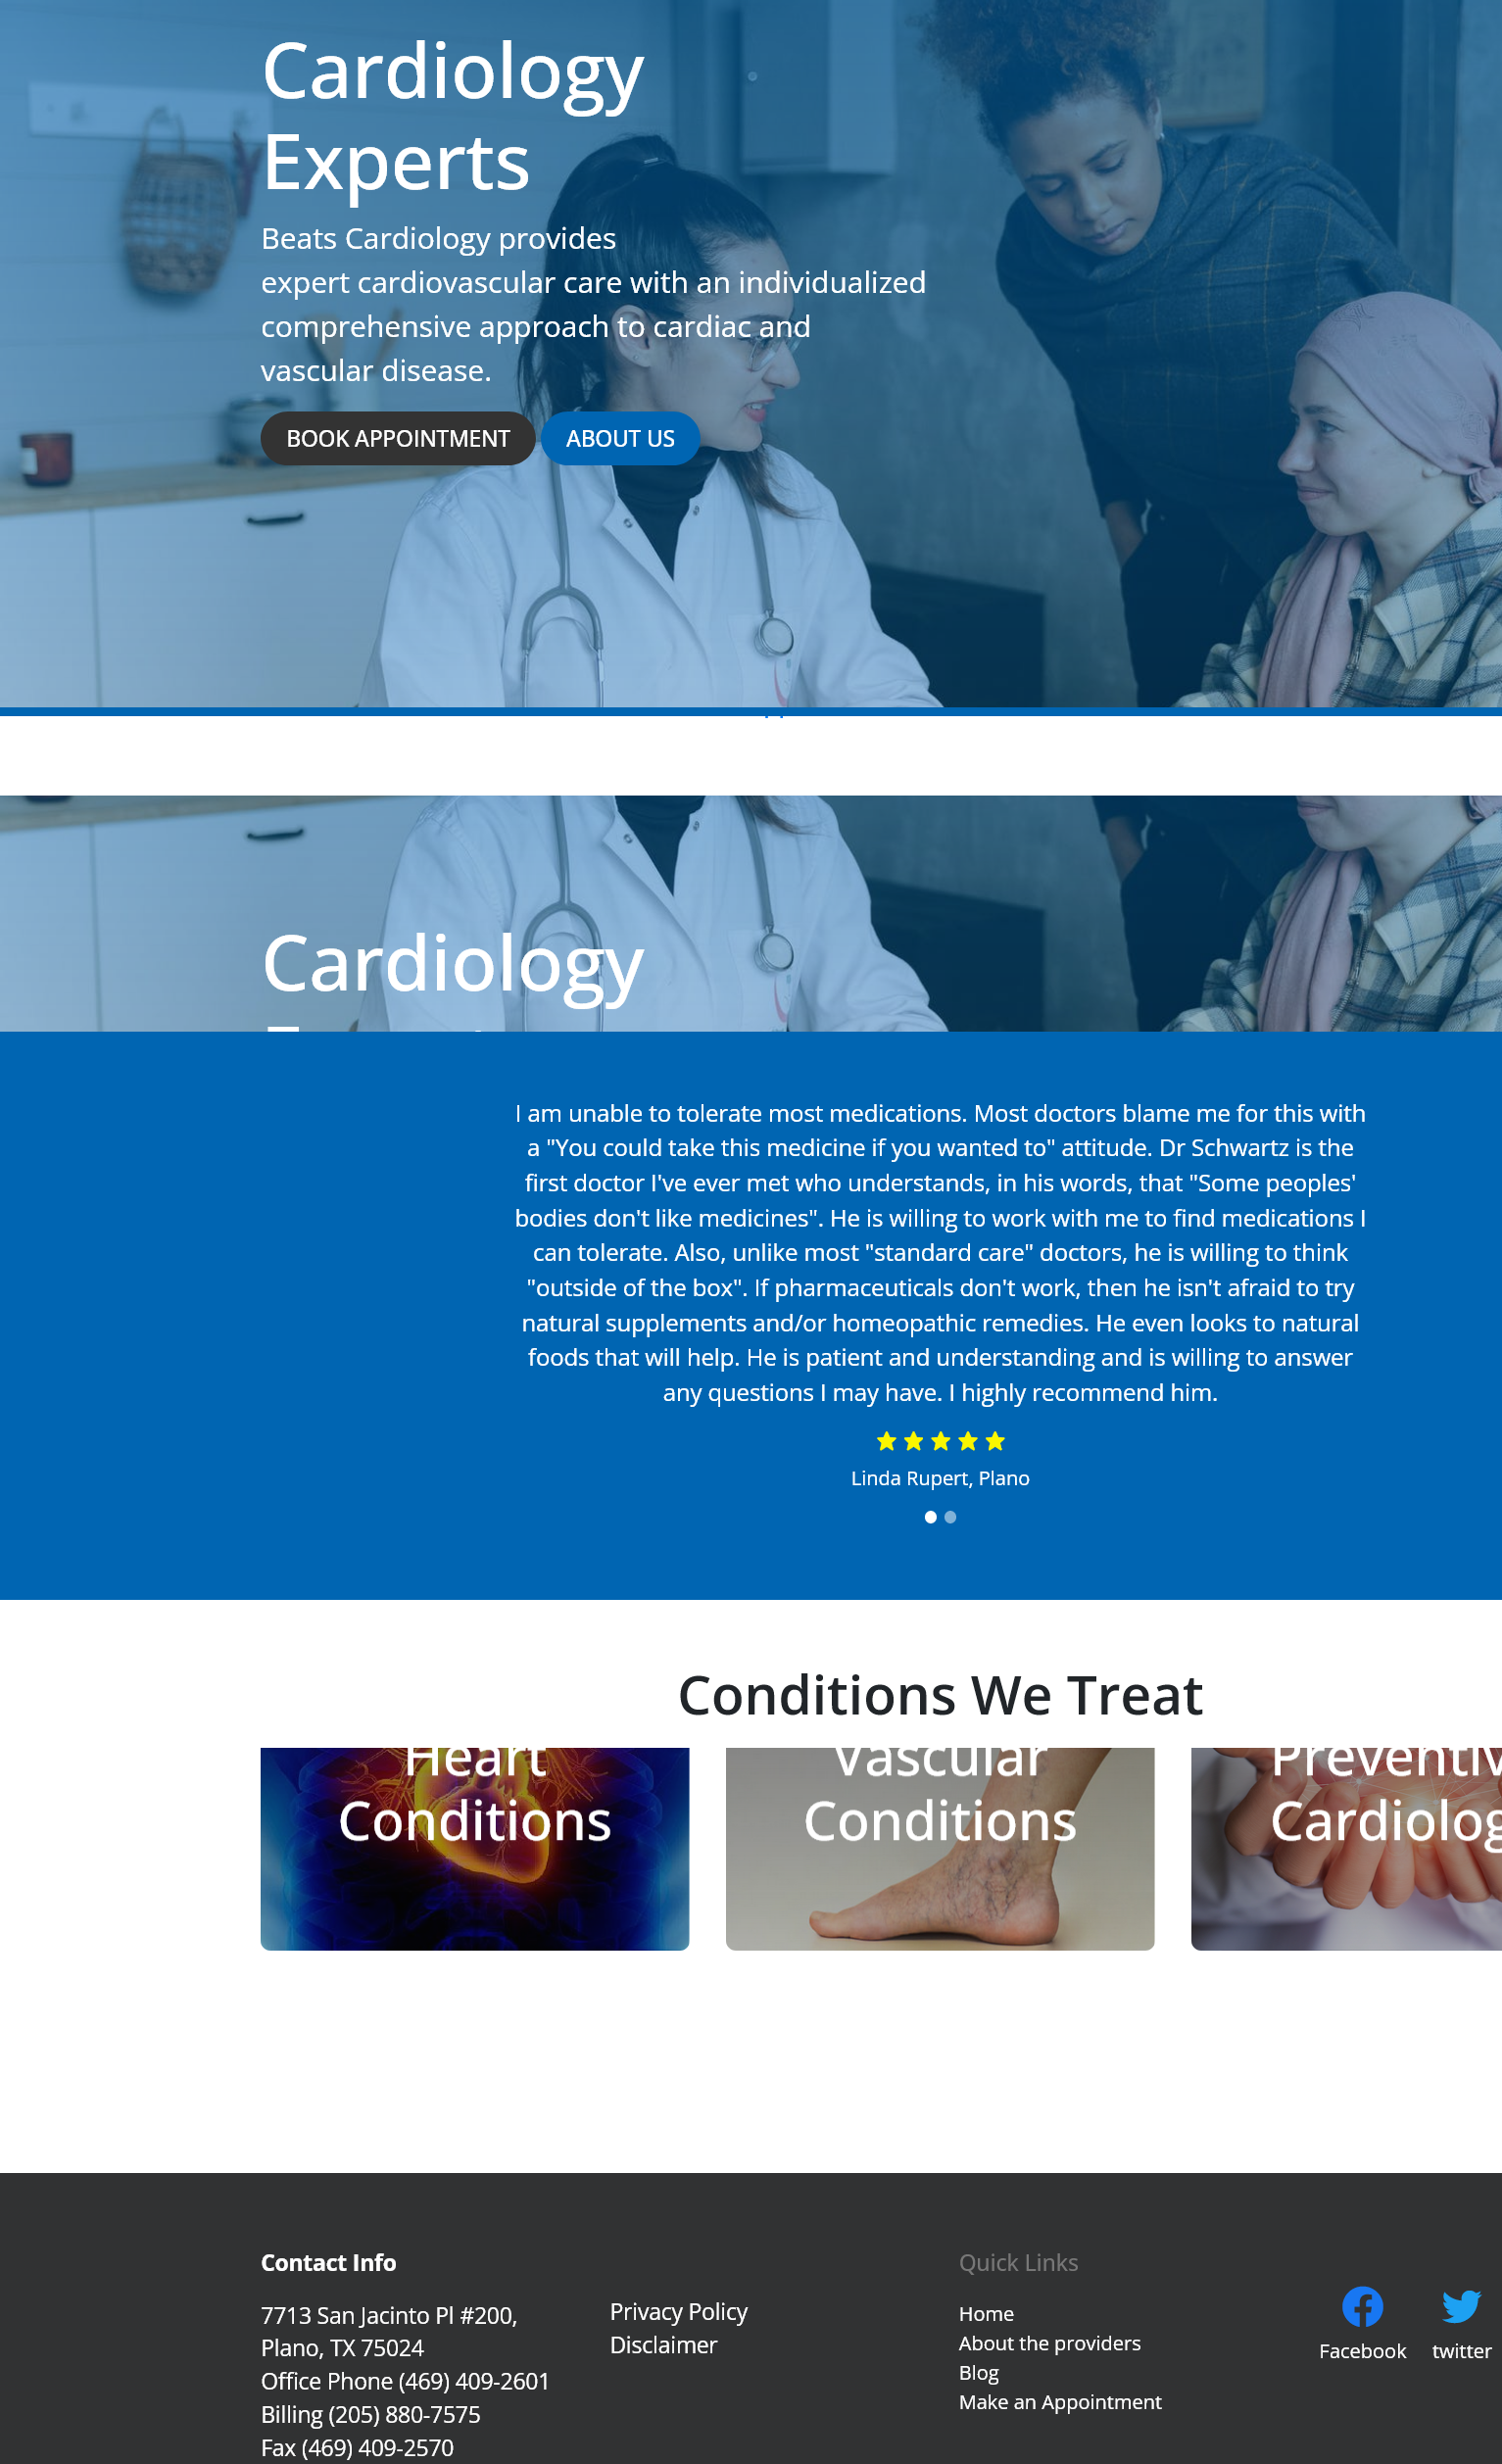 Cardiology
Experts
Beats Cardiology provides
expert cardiovascular care with an individualized
comprehensive approach to cardiac and
vascular disease.
BOOK APPOINTMENT ABOUT US
Cardiology
I am unable to tolerate most medications. Most doctors blame me for this with
a "You could take this medicine if you wanted to" attitude. Dr Schwartz is the
first doctor I've ever met who understands, in his words, that "Some peoples'
bodies don't like medicines". He is willing to work with me to find medications I
can tolerate. Also, unlike most "standard care" doctors, he is willing to think
"outside of the box". If pharmaceuticals don't work, then he isn't afraid to try
natural supplements and/or homeopathic remedies. He even looks to natural
foods that will help. He is patient and understanding and is willing to answer
any questions I may have. I highly recommend him.
Linda Rupert, Plano
Conditions We Treat
Heart
Conditions
Vascular
Conditions
Preventiv
Cardiolog
Contact Info
7713 San Jacinto Pl #200,
Plano, TX 75024
Office Phone (469) 409-2601
Billing (205) 880-7575
Fax (469) 409-2570
Privacy Policy
Disclaimer
Quick Links
Home
About the providers
Blog
Make an Appointment
Facebook
twitter